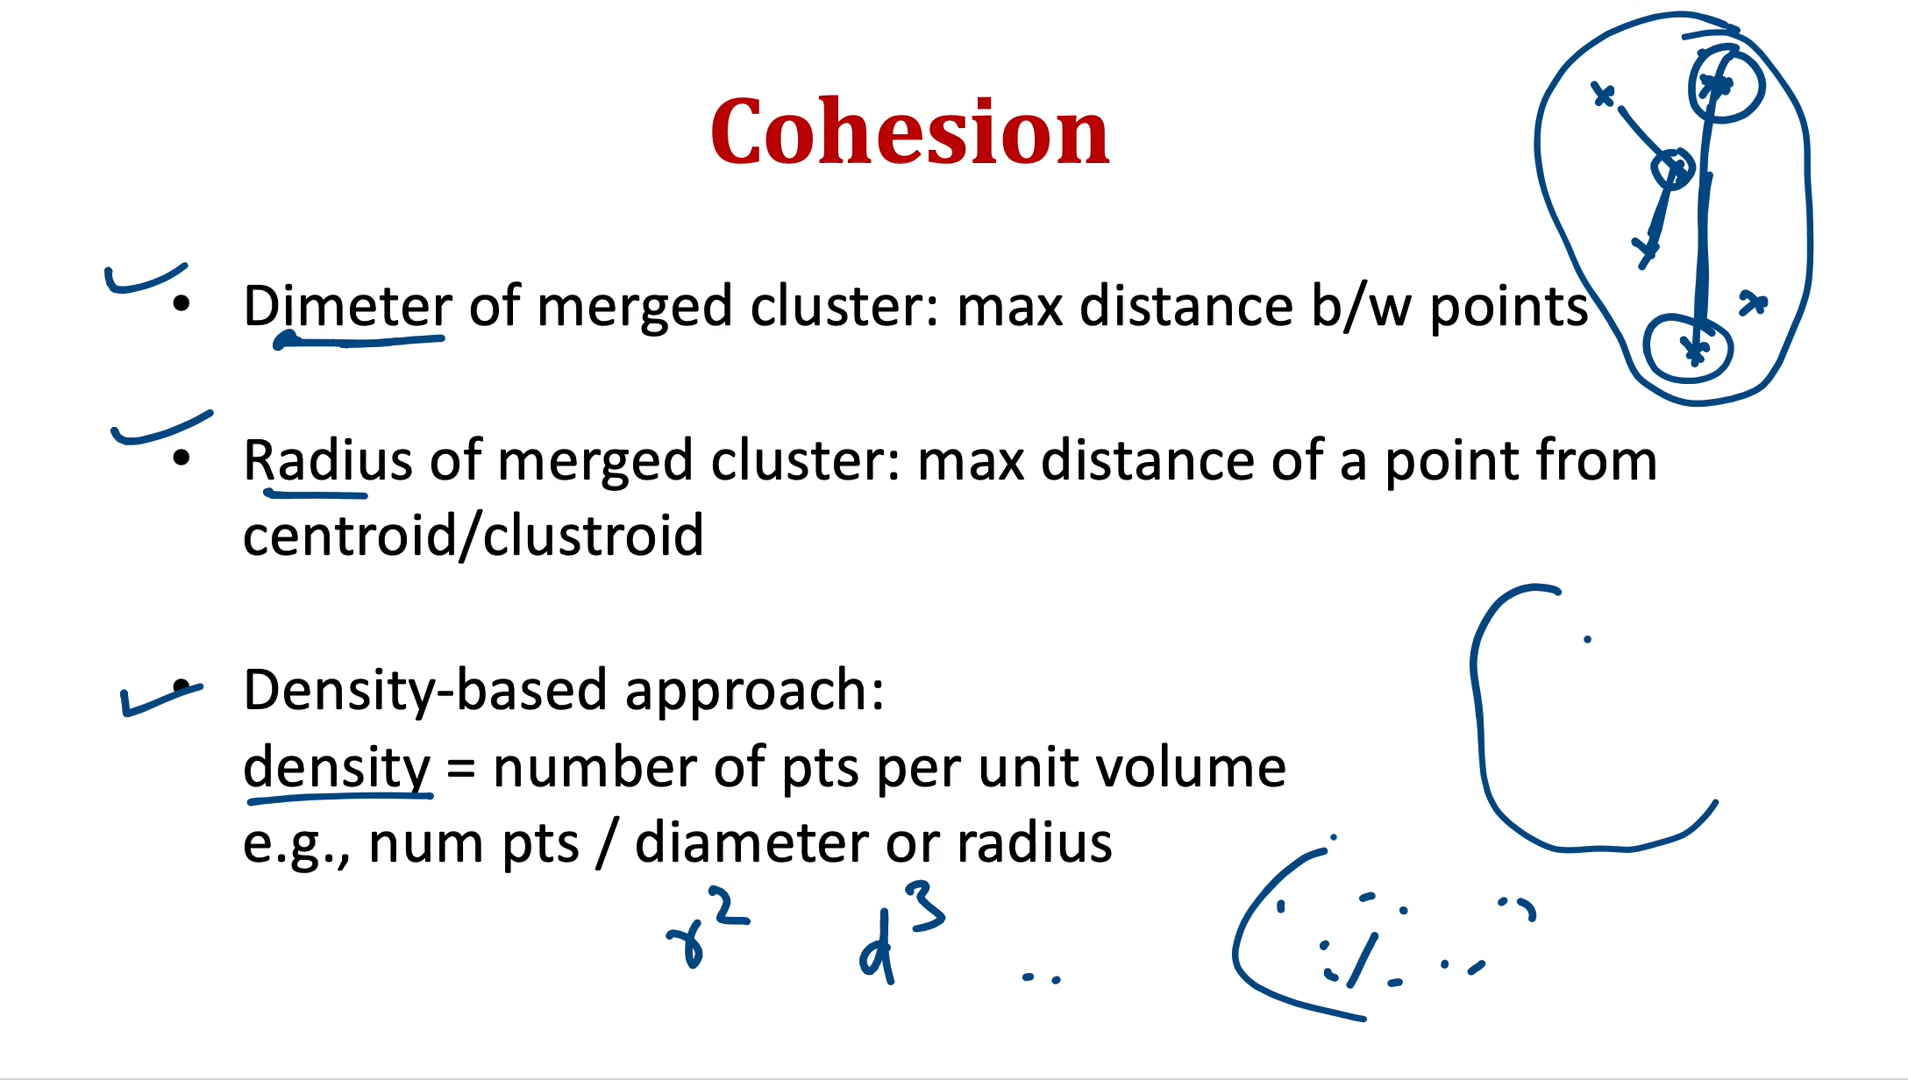 Cohesion
• Dimeter of merged cluster: max distance b/w points
• Radius of merged cluster: max distance of a point from
centroid/clustroid
• Density-based approach:
density = number of pts per unit volume
e.g., num pts / diameter or radius
r² d³ ..